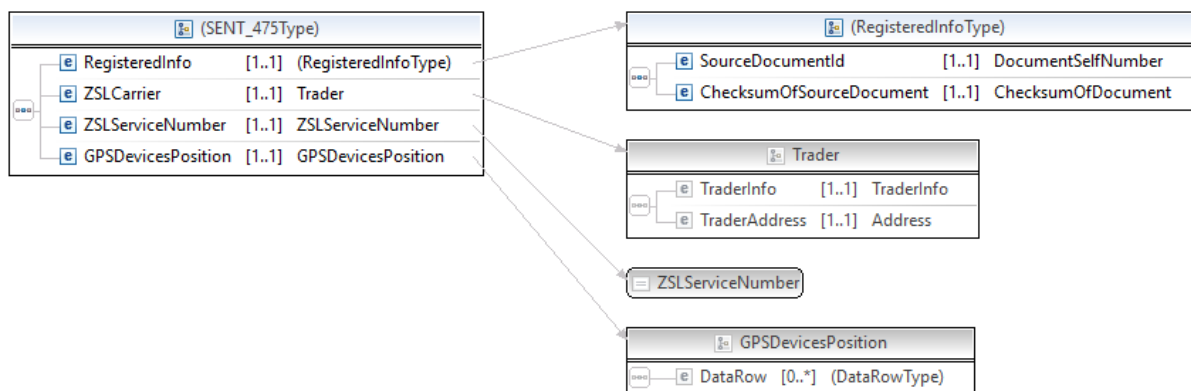 (SENT_475Type)
e RegisteredInfo [1..1] (RegisteredInfoType)
e ZSLCarrier [1..1] Trader
e ZSLServiceNumber [1..1] ZSLServiceNumber
e GPSDevicesPosition [1..1] GPSDevicesPosition
(RegisteredInfoType)
e SourceDocumentId [1..1] DocumentSelfNumber
e ChecksumOfSourceDocument [1..1] ChecksumOfDocument
Trader
e TraderInfo [1..1] TraderInfo
e TraderAddress [1..1] Address
ZSLServiceNumber
GPSDevicesPosition
e DataRow [0..*] (DataRowType)